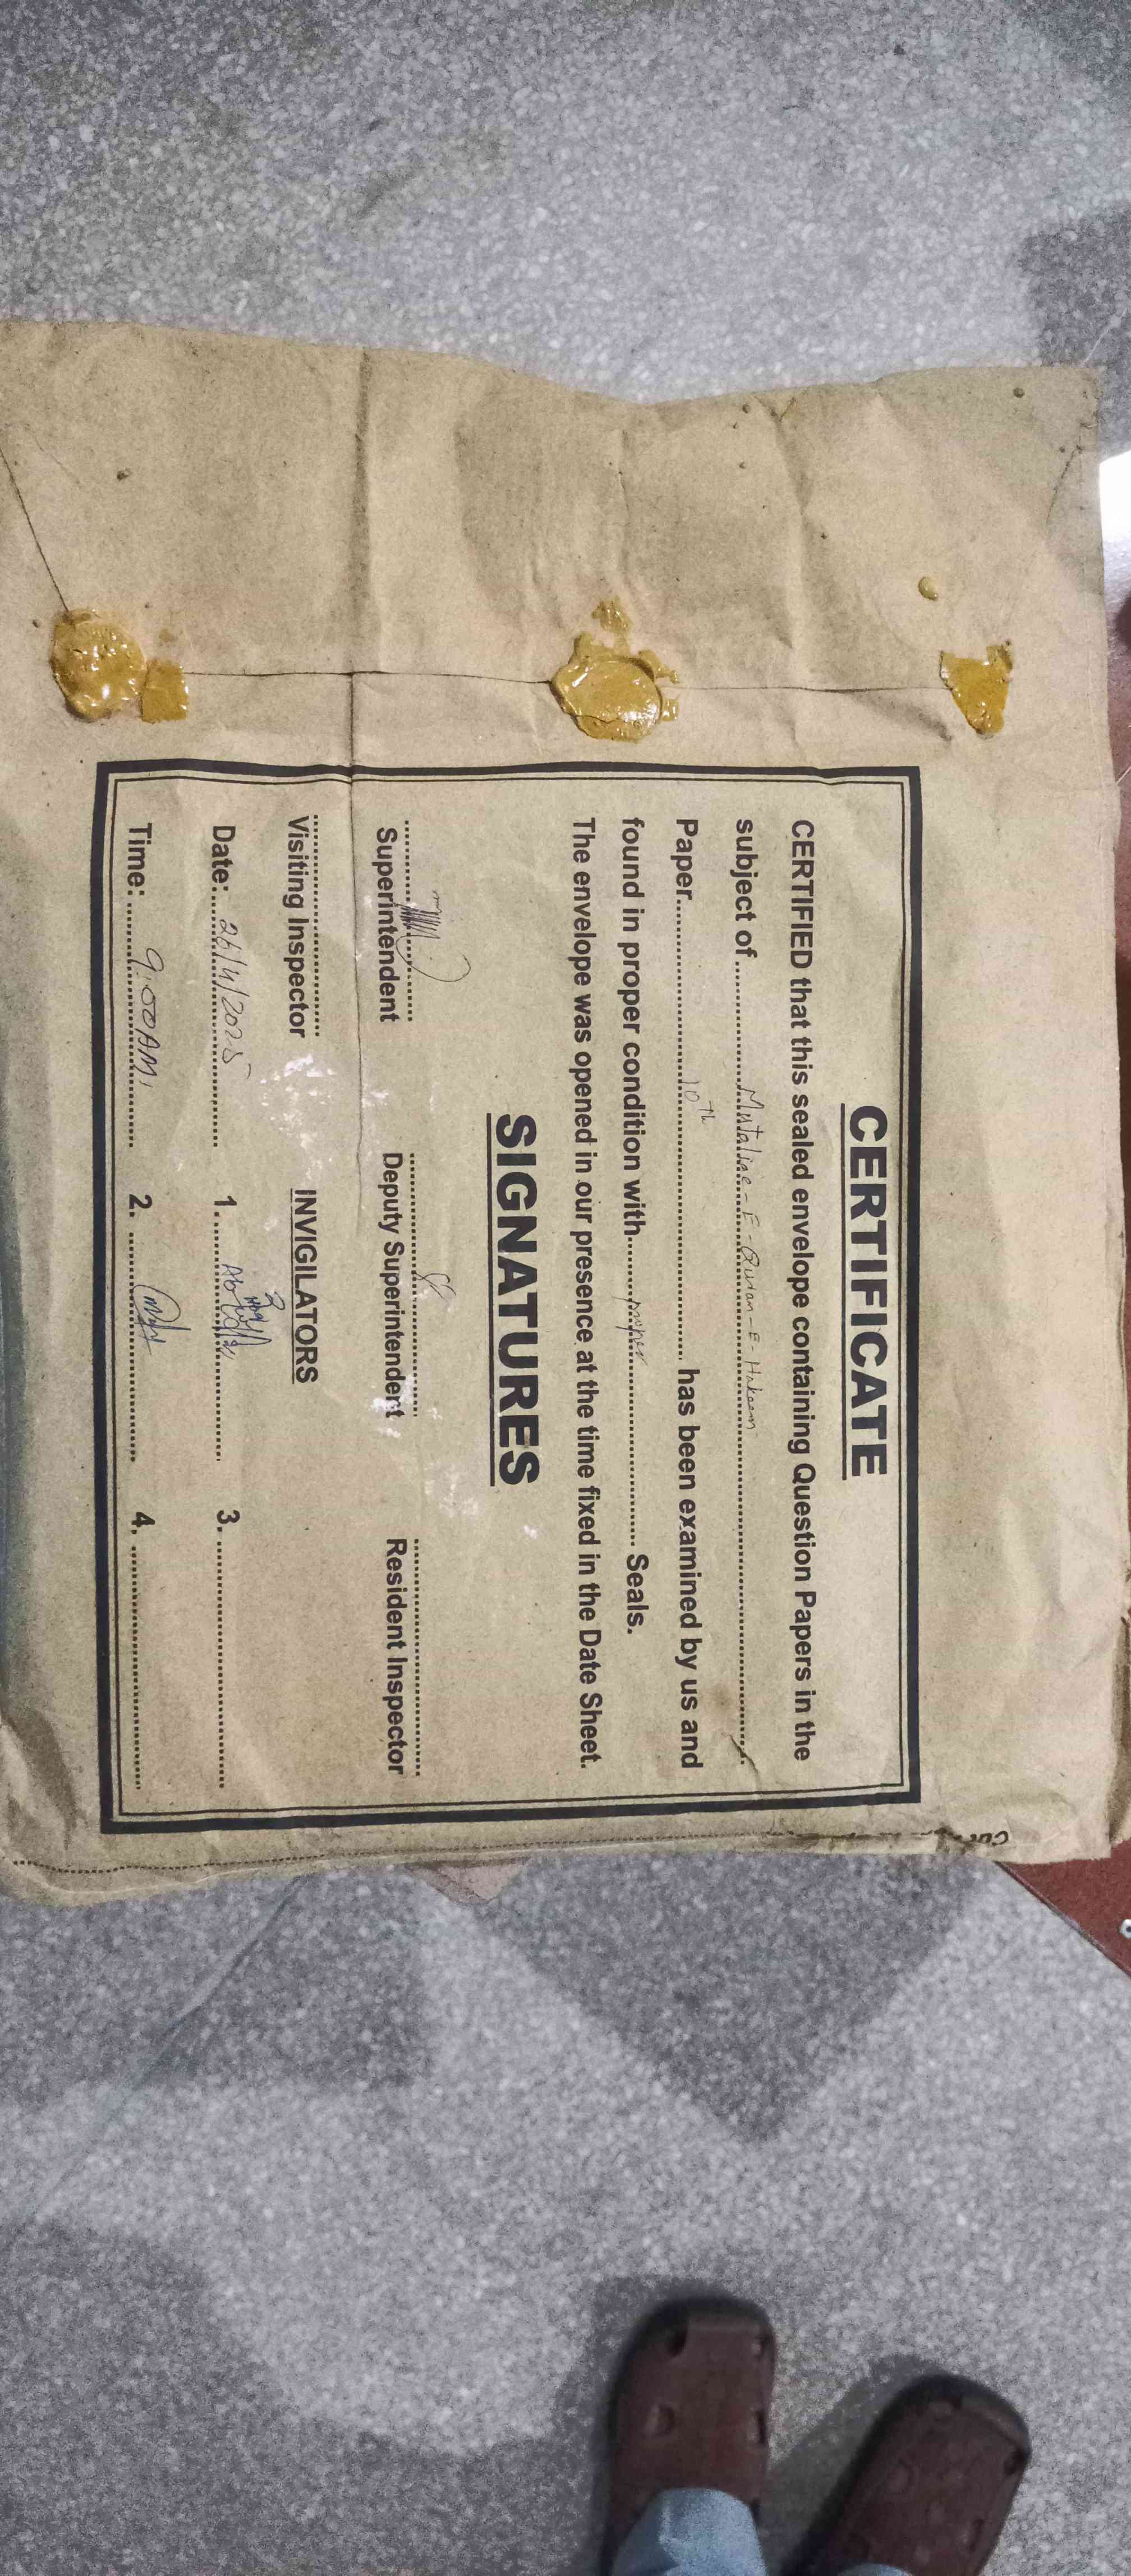 CERTIFICATE
CERTIFIED that this sealed envelope containing Question Papers in the
subject of ........ Mutalia-E-Quran-E-Hakeem ........
Paper........ 10th ........ has been examined by us and
found in proper condition with........ proper ........ Seals.
The envelope was opened in our presence at the time fixed in the Date Sheet.
SIGNATURES
Superintendent Deputy Superintendent Resident Inspector
Visiting Inspector INVIGILATORS
Date: 26/4/2025 1. 3.
Time: 9:00AM. 2. 4.